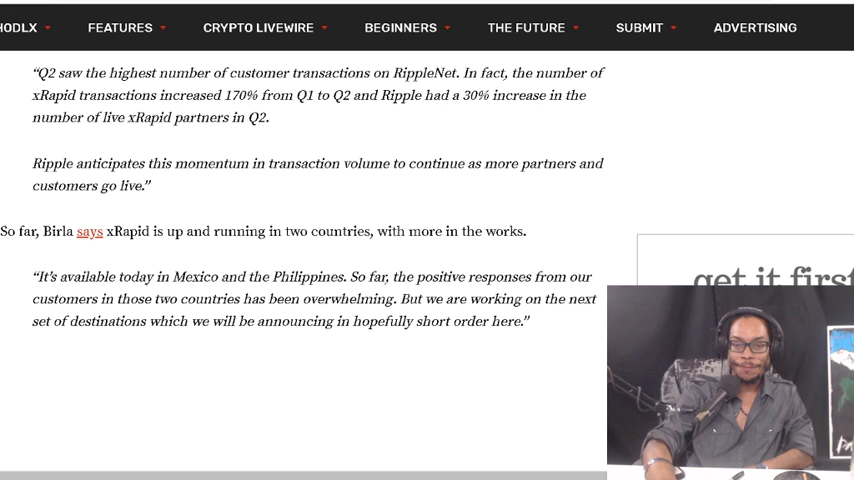 HODLX FEATURES CRYPTO LIVEWIRE BEGINNERS THE FUTURE SUBMIT ADVERTISING
“Q2 saw the highest number of customer transactions on RippleNet. In fact, the number of
xRapid transactions increased 170% from Q1 to Q2 and Ripple had a 30% increase in the
number of live xRapid partners in Q2.
Ripple anticipates this momentum in transaction volume to continue as more partners and
customers go live.”
So far, Birla says xRapid is up and running in two countries, with more in the works.
“It’s available today in Mexico and the Philippines. So far, the positive responses from our
customers in those two countries has been overwhelming. But we are working on the next
set of destinations which we will be announcing in hopefully short order here.”
get it first